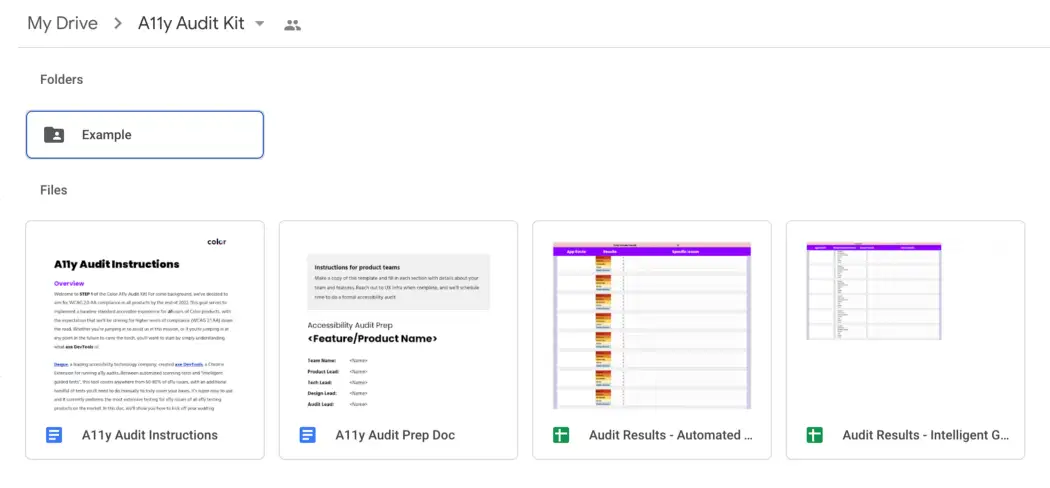 My Drive > A11y Audit Kit
Folders
Example
Files
color
A11y Audit Instructions
Overview
Welcome to STEP 1 of the Color A11y Audit Kit! For some background, we've decided to
aim for WCAG 2.0 AA compliance in all products by the end of 2022. This goal serves to
implement a baseline standard accessible experience for all users of Color products, with
the expectation that we'll be striving for higher levels of compliance (WCAG 2.1 AA) down
the road. Whether you're jumping in to assist us in this mission, or if you're jumping in at
any point in the future to carry the torch, you'll want to start by simply understanding
what axe DevTools is!
Deque, a leading accessibility technology company, created axe DevTools, a Chrome
Extension for running a11y audits. Between automated scanning tests and "intelligent
guided tests", this tool covers anywhere from 60-80% of a11y issues, with an additional
handful of tests you'll need to do manually to truly cover your bases. It's super easy to use
and it currently performs the most extensive testing for a11y issues of all a11y testing
products on the market. In this doc, we'll show you how to kick off your auditing
A11y Audit Instructions
Instructions for product teams
Make a copy of this template and fill in each section with details about your
team and features. Reach out to UX Infra when complete, and we'll schedule
time to do a formal accessibility audit
Accessibility Audit Prep
<Feature/Product Name>
Team Name: <Name>
Product Lead: <Name>
Tech Lead: <Name>
Design Lead: <Name>
Audit Lead: <Name>
A11y Audit Prep Doc
Results
Specific Issues
Audit Results - Automated ...
Audit Results - Intelligent G...